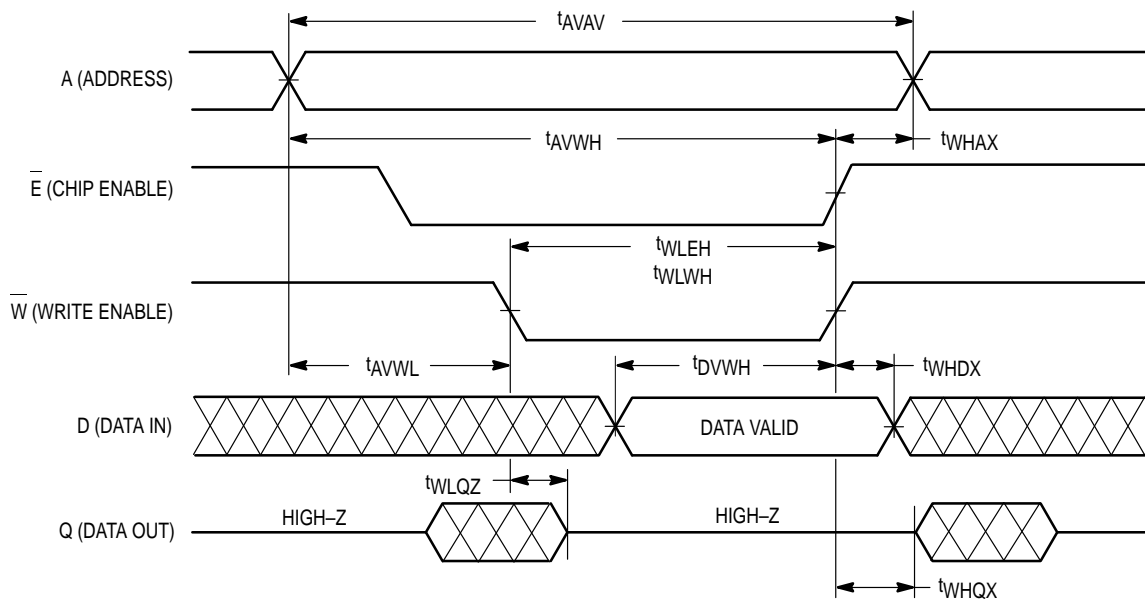 tAVAV
A (ADDRESS)
tAVWH
tWHAX
E (CHIP ENABLE)
tWLEH
tWLWH
W (WRITE ENABLE)
tAVWL
tDVWH
tWHDX
D (DATA IN)
DATA VALID
tWLQZ
Q (DATA OUT)
HIGH–Z
HIGH–Z
tWHQX